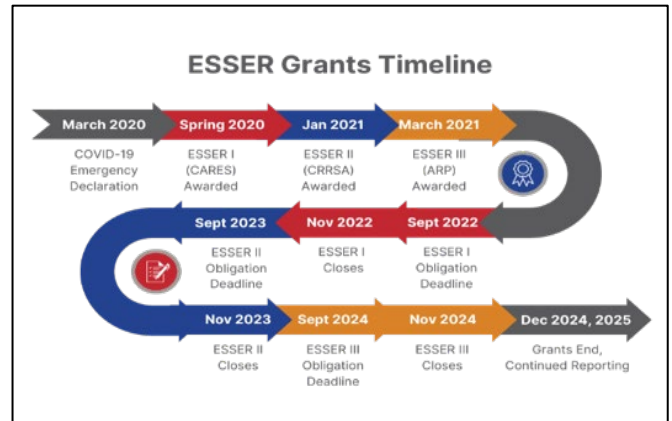 ESSER Grants Timeline
March 2020
Spring 2020
Jan 2021
March 2021
COVID-19
Emergency
Declaration
ESSER I
(CARES)
Awarded
ESSER II
(CRRSA)
Awarded
ESSER III
(ARP)
Awarded
Sept 2023
Nov 2022
Sept 2022
ESSER II
Obligation
Deadline
ESSER I
Closes
ESSER I
Obligation
Deadline
Nov 2023
Sept 2024
Nov 2024
Dec 2024, 2025
ESSER II
Closes
ESSER III
Obligation
Deadline
ESSER III
Closes
Grants End,
Continued Reporting